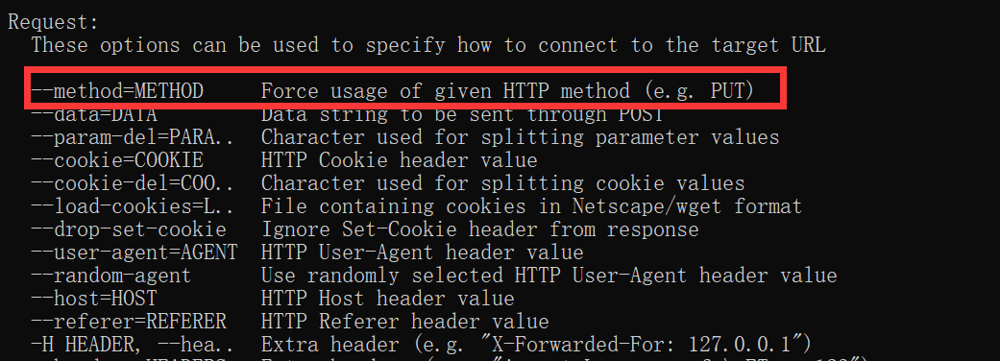 Request:
These options can be used to specify how to connect to the target URL
--method=METHOD Force usage of given HTTP method (e.g. PUT)
--data=DATA Data string to be sent through POST
--param-del=PARA.. Character used for splitting parameter values
--cookie=COOKIE HTTP Cookie header value
--cookie-del=COO.. Character used for splitting cookie values
--load-cookies=L.. File containing cookies in Netscape/wget format
--drop-set-cookie Ignore Set-Cookie header from response
--user-agent=AGENT HTTP User-Agent header value
--random-agent Use randomly selected HTTP User-Agent header value
--host=HOST HTTP Host header value
--referer=REFERER HTTP Referer header value
-H HEADER, --hea.. Extra header (e.g. "X-Forwarded-For: 127.0.0.1")